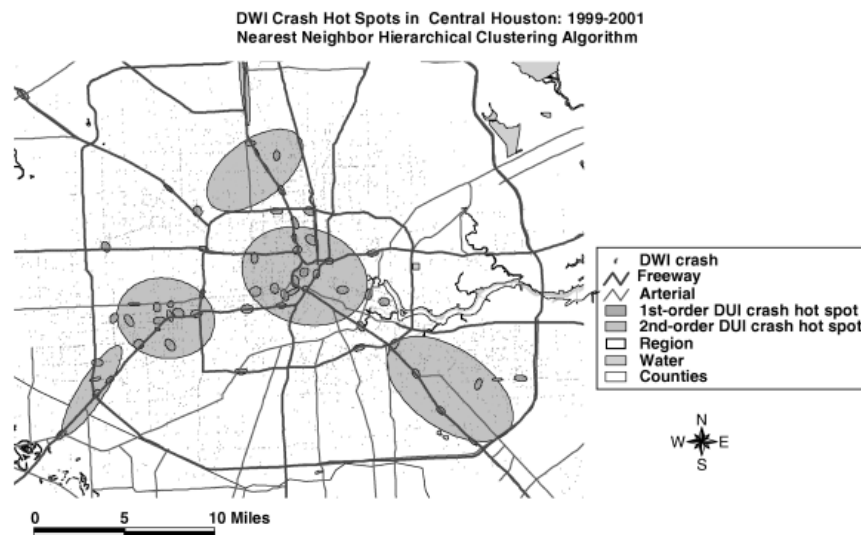 DWI Crash Hot Spots in Central Houston: 1999-2001
Nearest Neighbor Hierarchical Clustering Algorithm
DWI crash
Freeway
Arterial
1st-order DUI crash hot spot
2nd-order DUI crash hot spot
Region
Water
Counties
N
W E
S
0 5 10 Miles